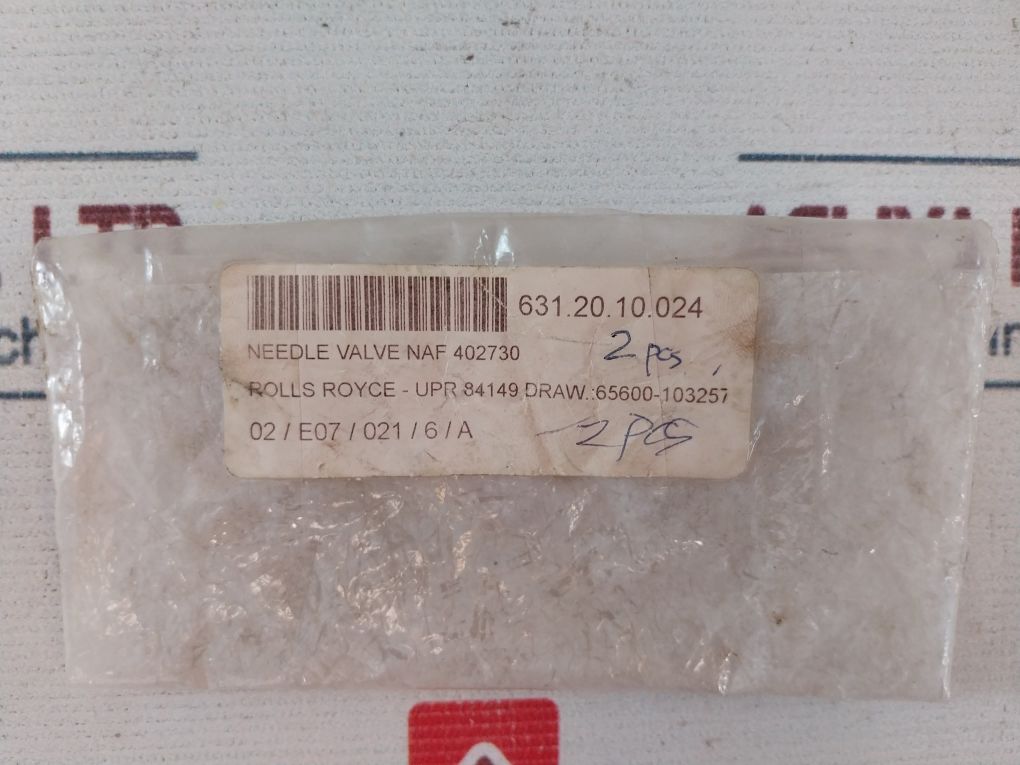 LTD
631.20.10.024
NEEDLE VALVE NAF 402730
2 pcs
ROLLS ROYCE - UPR 84149 DRAW.:65600-103257
02 / E07 / 021 / 6 / A
2 PCS